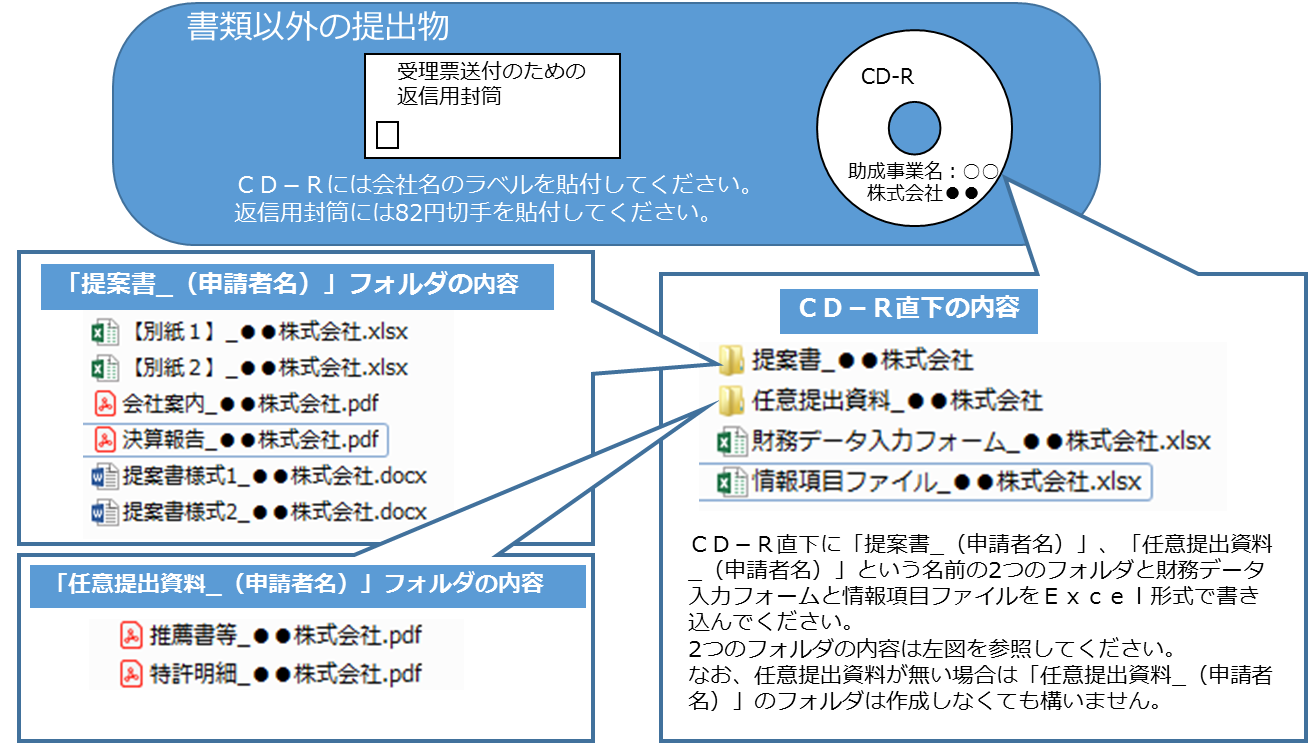 書類以外の提出物
受理票送付のための
返信用封筒
CD-R
助成事業名：○○
株式会社●●
ＣＤ－Ｒには会社名のラベルを貼付してください。
返信用封筒には82円切手を貼付してください。
「提案書_（申請者名）」フォルダの内容
【別紙１】_●●株式会社.xlsx
【別紙２】_●●株式会社.xlsx
会社案内_●●株式会社.pdf
決算報告_●●株式会社.pdf
提案書様式1_●●株式会社.docx
提案書様式2_●●株式会社.docx
「任意提出資料_（申請者名）」フォルダの内容
推薦書等_●●株式会社.pdf
特許明細_●●株式会社.pdf
ＣＤ－Ｒ直下の内容
提案書_●●株式会社
任意提出資料_●●株式会社
財務データ入力フォーム_●●株式会社.xlsx
情報項目ファイル_●●株式会社.xlsx
ＣＤ－Ｒ直下に「提案書_（申請者名）」、「任意提出資料
_（申請者名）」という名前の2つのフォルダと財務データ
入力フォームと情報項目ファイルをＥｘｃｅｌ形式で書き
込んでください。
2つのフォルダの内容は左図を参照してください。
なお、任意提出資料が無い場合は「任意提出資料_（申請者
名）」のフォルダは作成しなくても構いません。